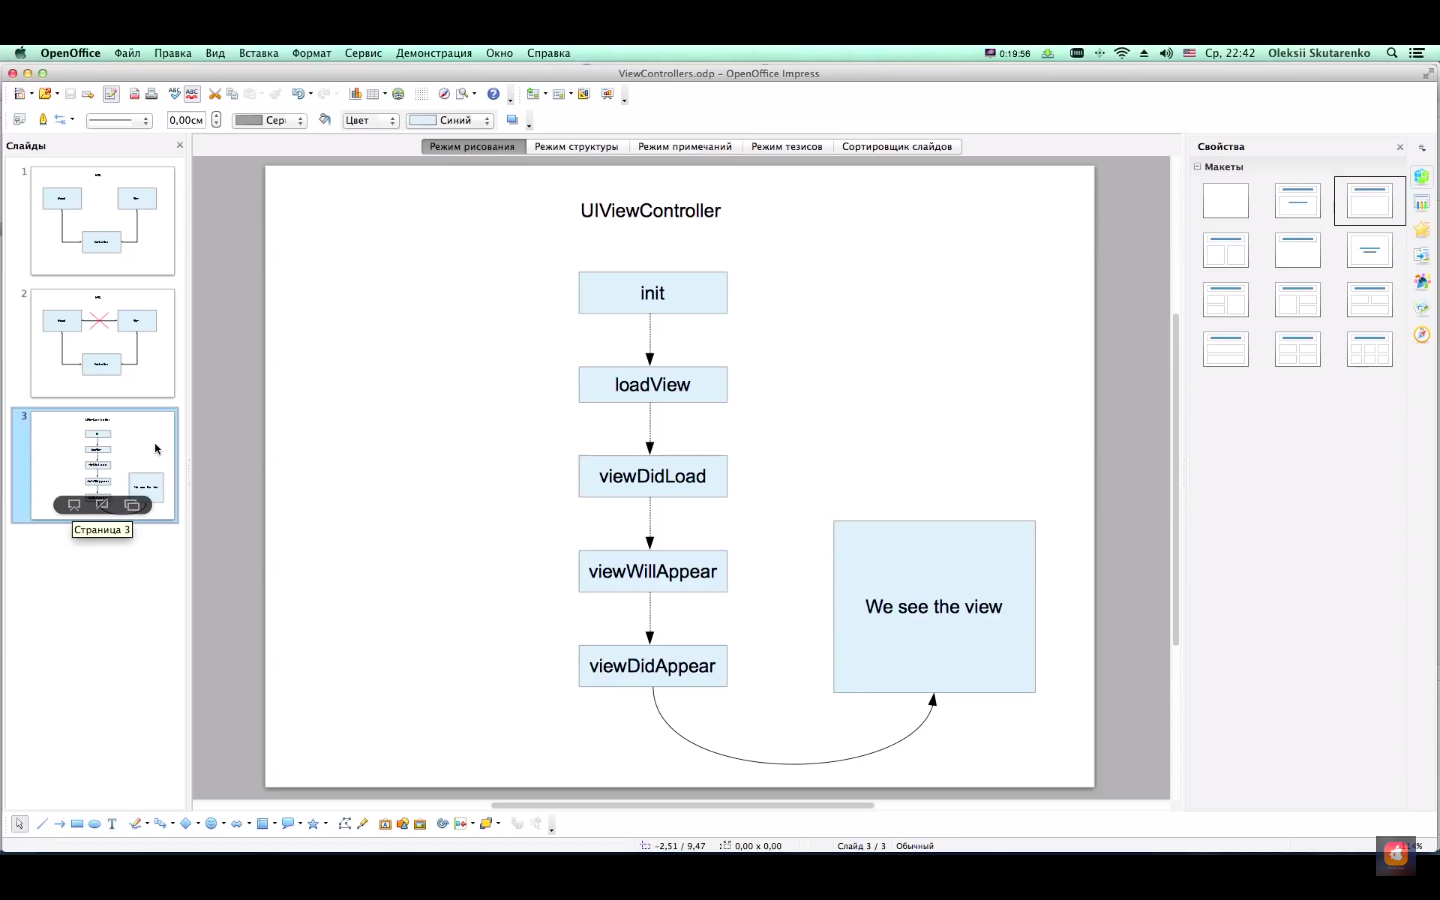 OpenOffice Файл Правка Вид Вставка Формат Сервис Демонстрация Окно Справка 0:19:56 Ср, 22:42 Oleksii Skutarenko
ViewControllers.odp – OpenOffice Impress
0,00см Сері Цвет Синий
Слайды Режим рисования Режим структуры Режим примечаний Режим тезисов Сортировщик слайдов Свойства
Макеты
1
2
3
Страница 3
UIViewController
init
loadView
viewDidLoad
viewWillAppear
We see the view
viewDidAppear
-2,51 / 9,47 0,00 x 0,00 Слайд 3 / 3 Обычный 114%